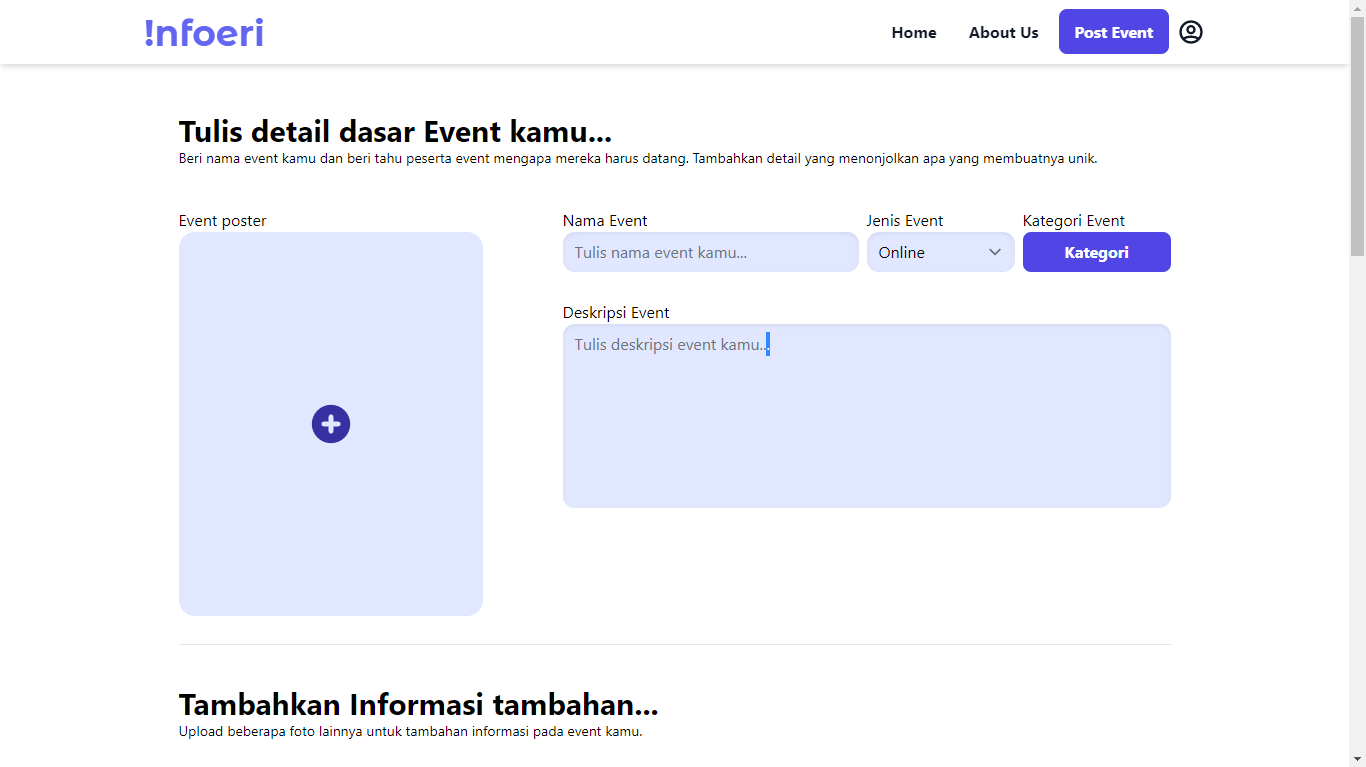 !nfoeri
Home
About Us
Post Event
Tulis detail dasar Event kamu...
Beri nama event kamu dan beri tahu peserta event mengapa mereka harus datang. Tambahkan detail yang menonjolkan apa yang membuatnya unik.
Event poster
Nama Event
Jenis Event
Kategori Event
Tulis nama event kamu...
Online
Kategori
Deskripsi Event
Tulis deskripsi event kamu...
Tambahkan Informasi tambahan...
Upload beberapa foto lainnya untuk tambahan informasi pada event kamu.